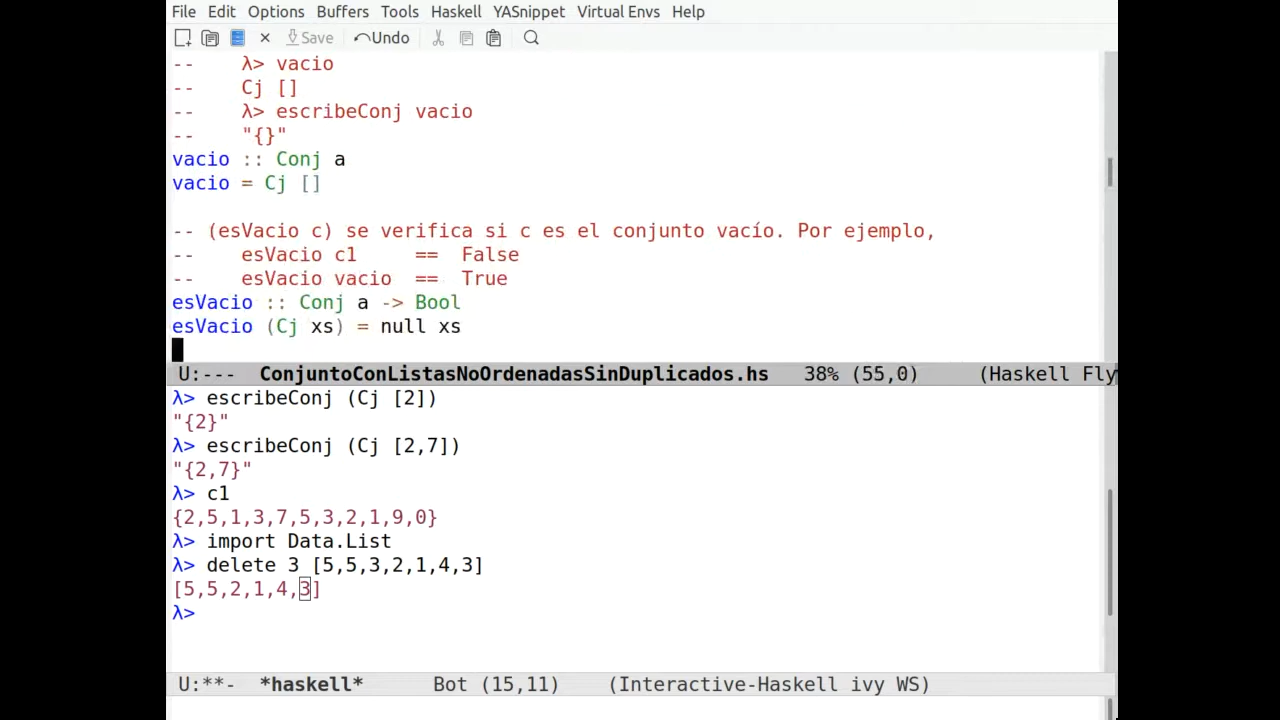 File Edit Options Buffers Tools Haskell YASnippet Virtual Envs Help
Save Undo
-- λ> vacio
-- Cj []
-- λ> escribeConj vacio
-- "{}"
vacio :: Conj a
vacio = Cj []
-- (esVacio c) se verifica si c es el conjunto vacío. Por ejemplo,
-- esVacio c1 == False
-- esVacio vacio == True
esVacio :: Conj a -> Bool
esVacio (Cj xs) = null xs
U:--- ConjuntoConListasNoOrdenadasSinDuplicados.hs 38% (55,0) (Haskell Fly
λ> escribeConj (Cj [2])
"{2}"
λ> escribeConj (Cj [2,7])
"{2,7}"
λ> c1
{2,5,1,3,7,5,3,2,1,9,0}
λ> import Data.List
λ> delete 3 [5,5,3,2,1,4,3]
[5,5,2,1,4,3]
λ>
U:**- *haskell* Bot (15,11) (Interactive-Haskell ivy WS)